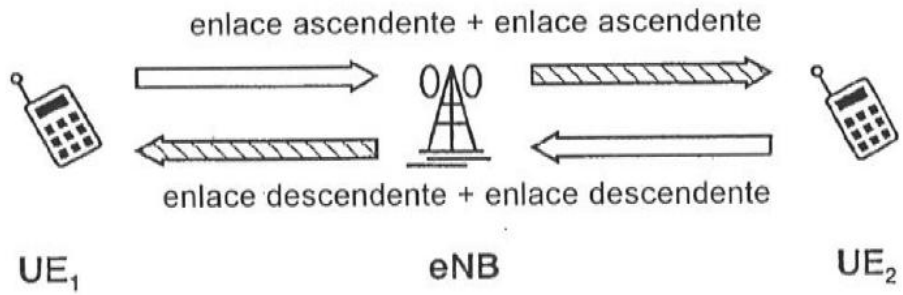 enlace ascendente + enlace ascendente
enlace descendente + enlace descendente
UE₁ eNB UE₂